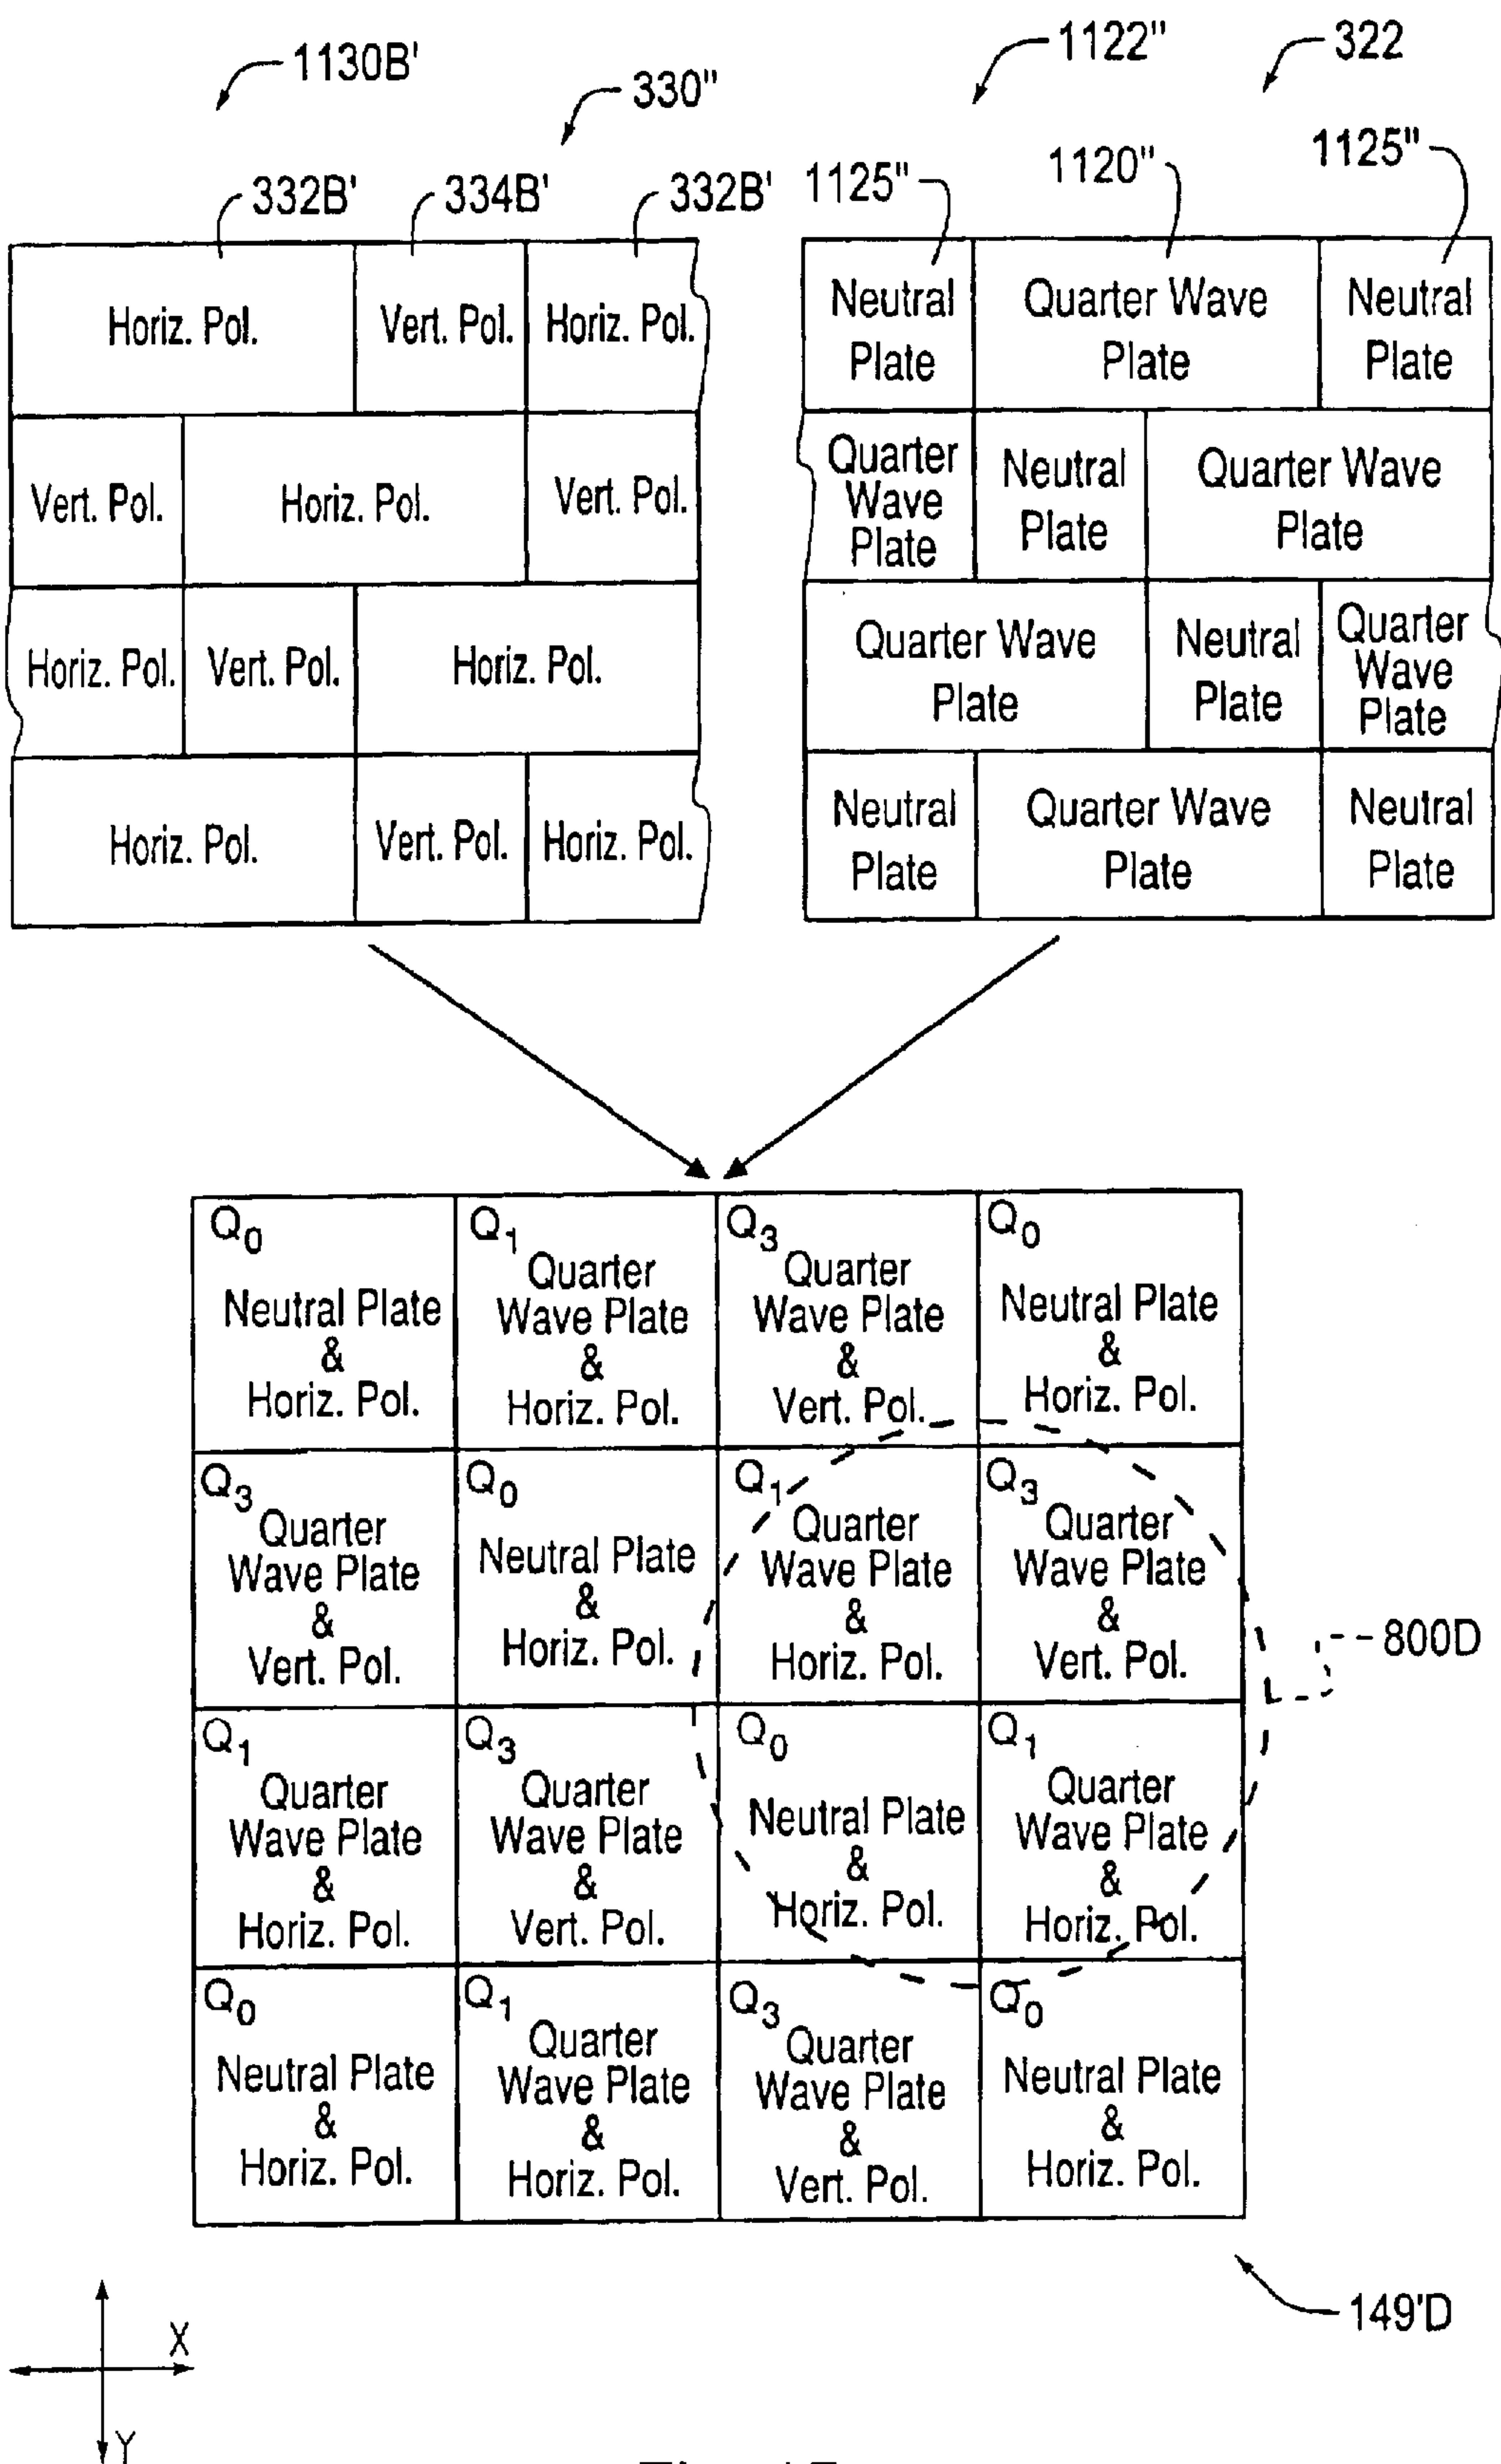 1130B'
330"
1122"
322
332B'
334B'
332B'
1125"
1120"
1125"
Horiz. Pol.
Vert. Pol.
Horiz. Pol.
Vert. Pol.
Horiz. Pol.
Vert. Pol.
Horiz. Pol.
Vert. Pol.
Horiz. Pol.
Horiz. Pol.
Vert. Pol.
Horiz. Pol.
Neutral
Plate
Quarter Wave
Plate
Neutral
Plate
Quarter
Wave
Plate
Neutral
Plate
Quarter Wave
Plate
Quarter Wave
Plate
Neutral
Plate
Quarter
Wave
Plate
Neutral
Plate
Quarter Wave
Plate
Neutral
Plate
Q0
Neutral Plate
&
Horiz. Pol.
Q1
Quarter
Wave Plate
&
Horiz. Pol.
Q3
Quarter
Wave Plate
&
Vert. Pol.
Q0
Neutral Plate
&
Horiz. Pol.
Q3
Quarter
Wave Plate
&
Vert. Pol.
Q0
Neutral Plate
&
Horiz. Pol.
Q1
Quarter
Wave Plate
&
Horiz. Pol.
Q3
Quarter
Wave Plate
&
Vert. Pol.
800D
Q1
Quarter
Wave Plate
&
Horiz. Pol.
Q3
Quarter
Wave Plate
&
Vert. Pol.
Q0
Neutral Plate
&
Horiz. Pol.
Q1
Quarter
Wave Plate
&
Horiz. Pol.
Q0
Neutral Plate
&
Horiz. Pol.
Q1
Quarter
Wave Plate
&
Horiz. Pol.
Q3
Quarter
Wave Plate
&
Vert. Pol.
Q0
Neutral Plate
&
Horiz. Pol.
149'D
X
Y